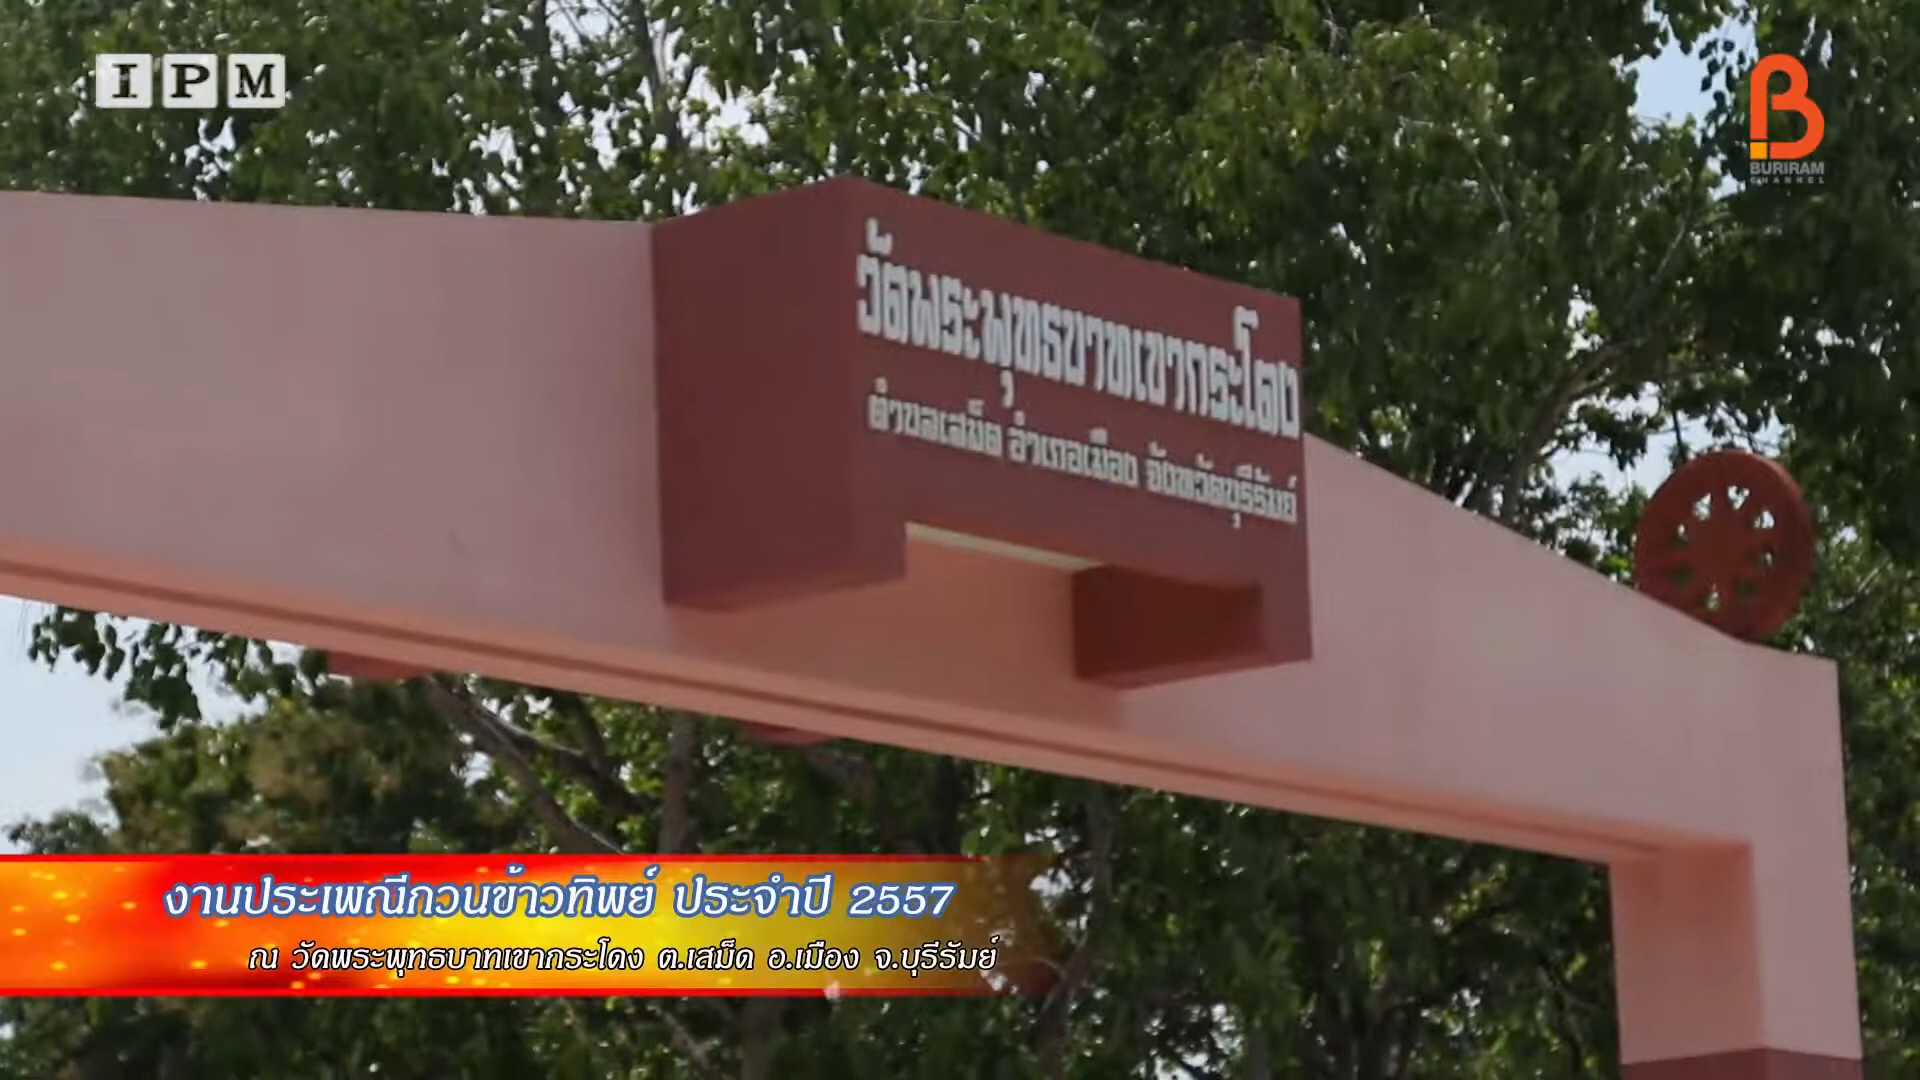 IPM
BURIRAM
CHANNEL
วัดพระพุทธบาทเขากระโดง
ตำบลเสม็ด อำเภอเมือง จังหวัดบุรีรัมย์
งานประเพณีกวนข้าวทิพย์ ประจำปี 2557
ณ วัดพระพุทธบาทเขากระโดง ต.เสม็ด อ.เมือง จ.บุรีรัมย์